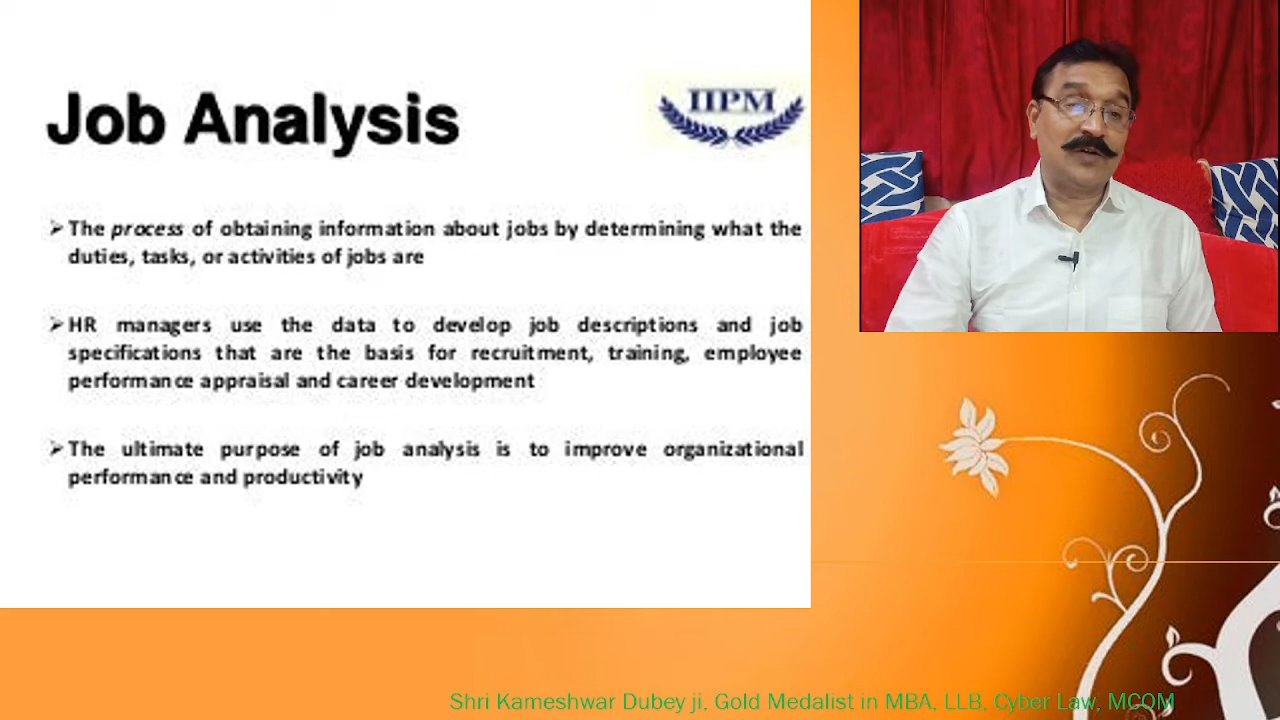 Job Analysis
IIPM
➢The process of obtaining information about jobs by determining what the
duties, tasks, or activities of jobs are
➢HR managers use the data to develop job descriptions and job
specifications that are the basis for recruitment, training, employee
performance appraisal and career development
➢The ultimate purpose of job analysis is to improve organizational
performance and productivity
Shri Kameshwar Dubey ji, Gold Medalist in MBA, LLB, Cyber Law, MCOM